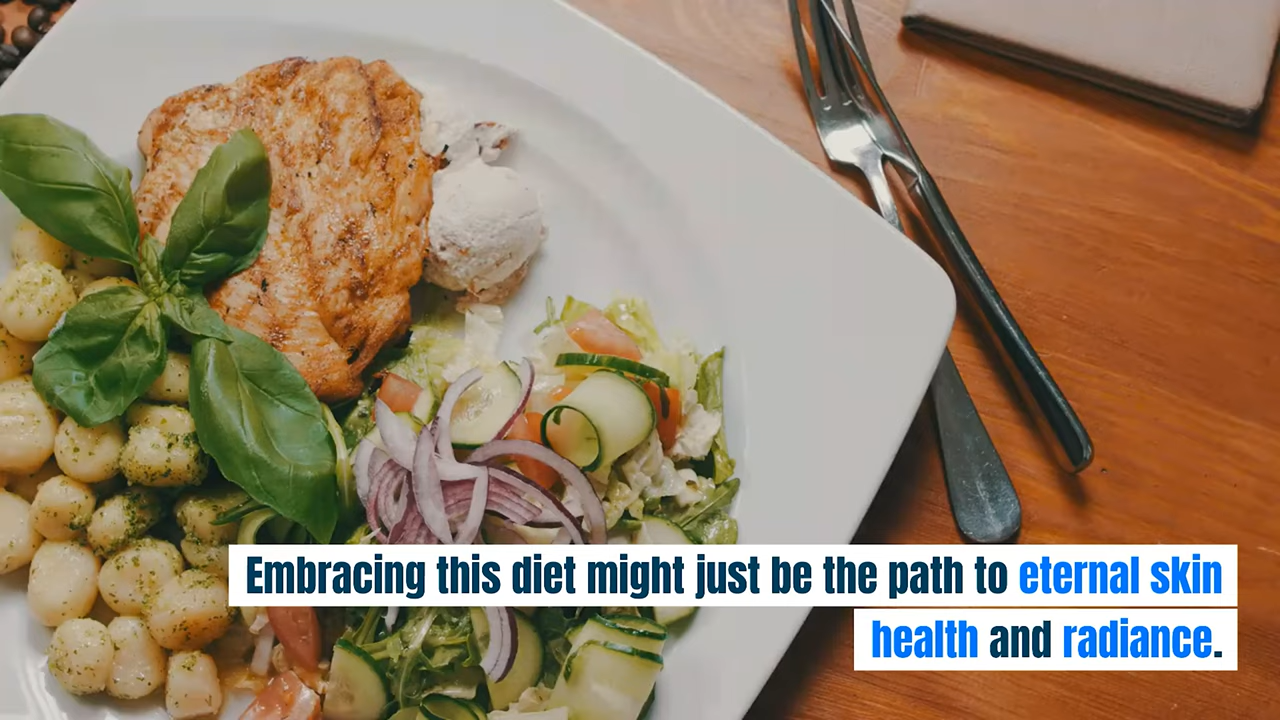 Embracing this diet might just be the path to eternal skin
health and radiance.